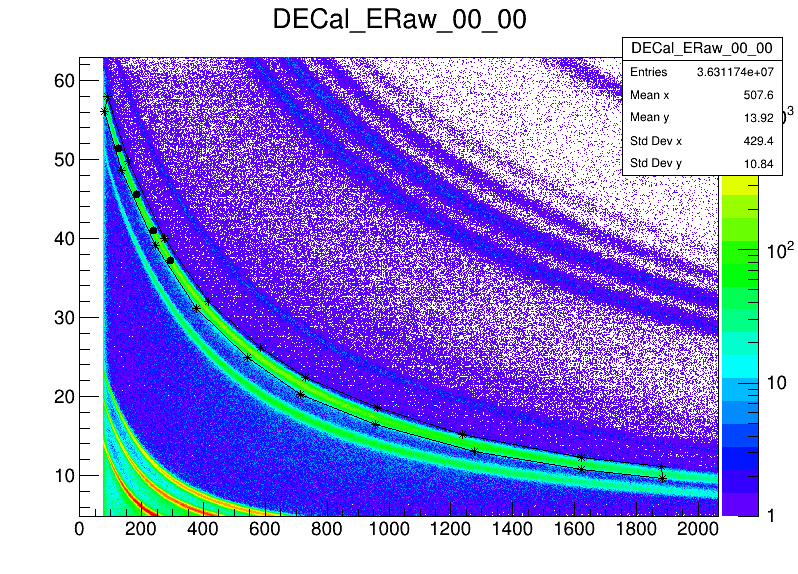 DECal_ERaw_00_00
DECal_ERaw_00_00
Entries 3.631174e+07
Mean x 507.6
Mean y 13.92
Std Dev x 429.4
Std Dev y 10.84
60
50
40
30
20
10
0 200 400 600 800 1000 1200 1400 1600 1800 2000
3
10²
10
1